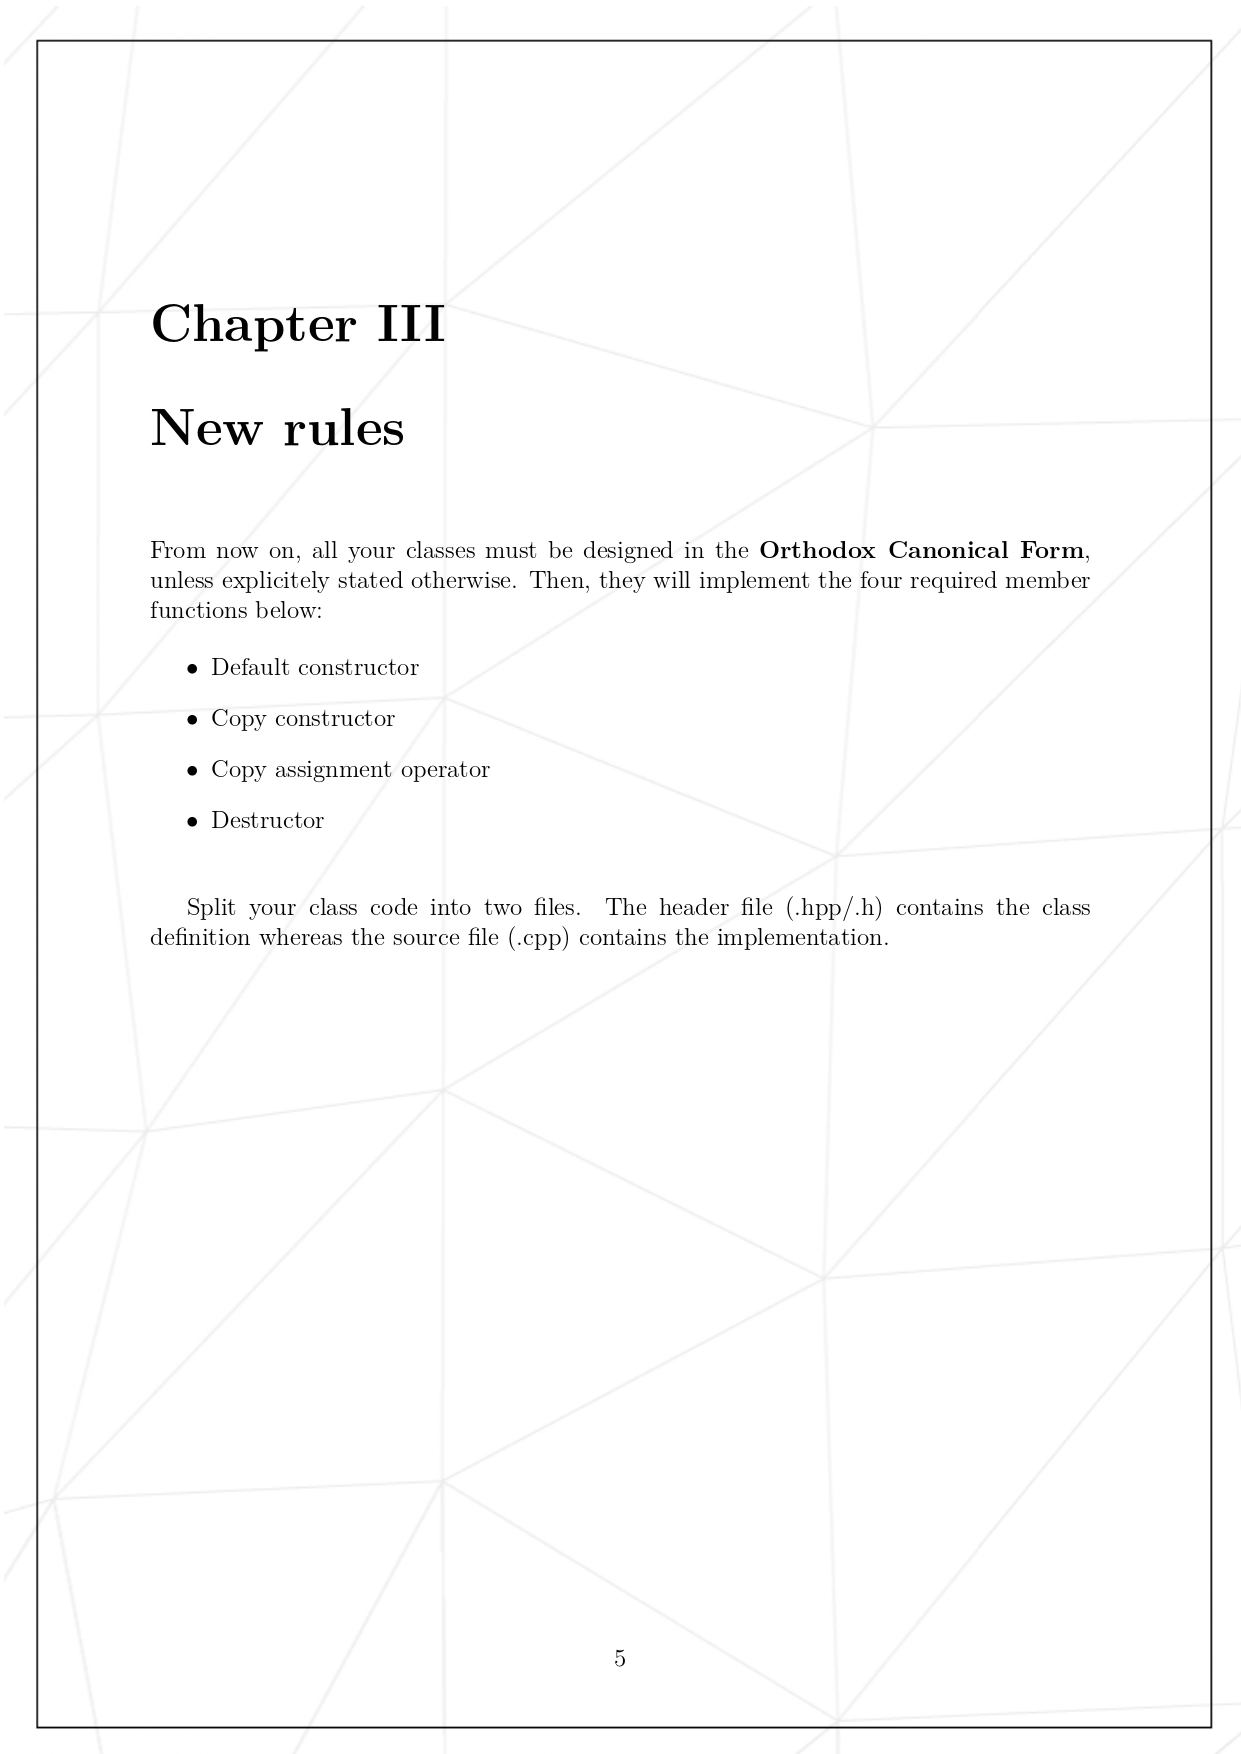 Chapter III
New rules
From now on, all your classes must be designed in the Orthodox Canonical Form,
unless explicitely stated otherwise. Then, they will implement the four required member
functions below:
• Default constructor
• Copy constructor
• Copy assignment operator
• Destructor
Split your class code into two files. The header file (.hpp/.h) contains the class
definition whereas the source file (.cpp) contains the implementation.
5